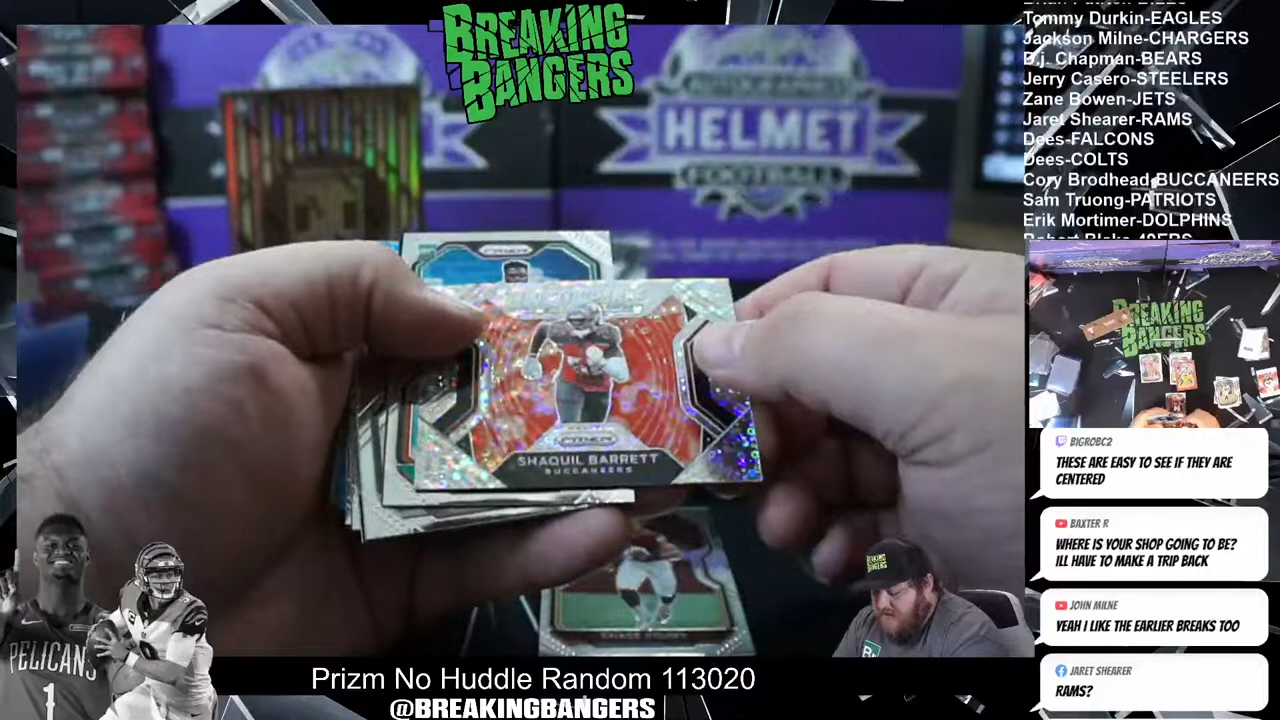 BREAKING
BANGERS
HELMET
FOOTBALL
Tommy Durkin-EAGLES
Jackson Milne-CHARGERS
D.j. Chapman-BEARS
Jerry Casero-STEELERS
Zane Bowen-JETS
Jaret Shearer-RAMS
Dees-FALCONS
Dees-COLTS
Cory Brodhead-BUCCANEERS
Sam Truong-PATRIOTS
Erik Mortimer-DOLPHINS
PRIZM
PRIZM
SHAQUIL BARRETT
BUCCANEERS
CHASE YOUNG
BREAKING
BANGERS
BIGROBC2
THESE ARE EASY TO SEE IF THEY ARE
CENTERED
BAXTER R
WHERE IS YOUR SHOP GOING TO BE?
ILL HAVE TO MAKE A TRIP BACK
JOHN MILNE
YEAH I LIKE THE EARLIER BREAKS TOO
JARET SHEARER
RAMS?
PELICANS
1
Prizm No Huddle Random 113020
@BREAKINGBANGERS